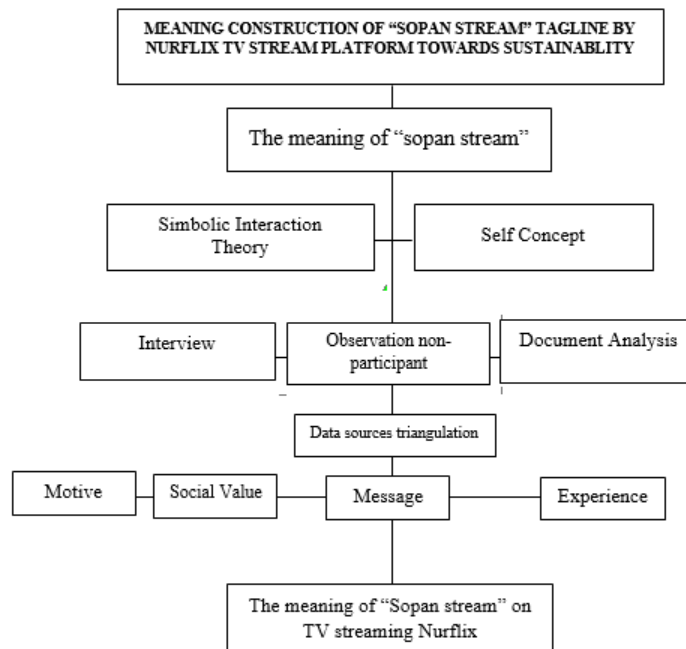 MEANING CONSTRUCTION OF “SOPAN STREAM” TAGLINE BY
NURFLIX TV STREAM PLATFORM TOWARDS SUSTAINABLITY
The meaning of “sopan stream”
Simbolic Interaction
Theory
Self Concept
Interview
Observation non-
participant
Document Analysis
Data sources triangulation
Motive
Social Value
Message
Experience
The meaning of “Sopan stream” on
TV streaming Nurflix